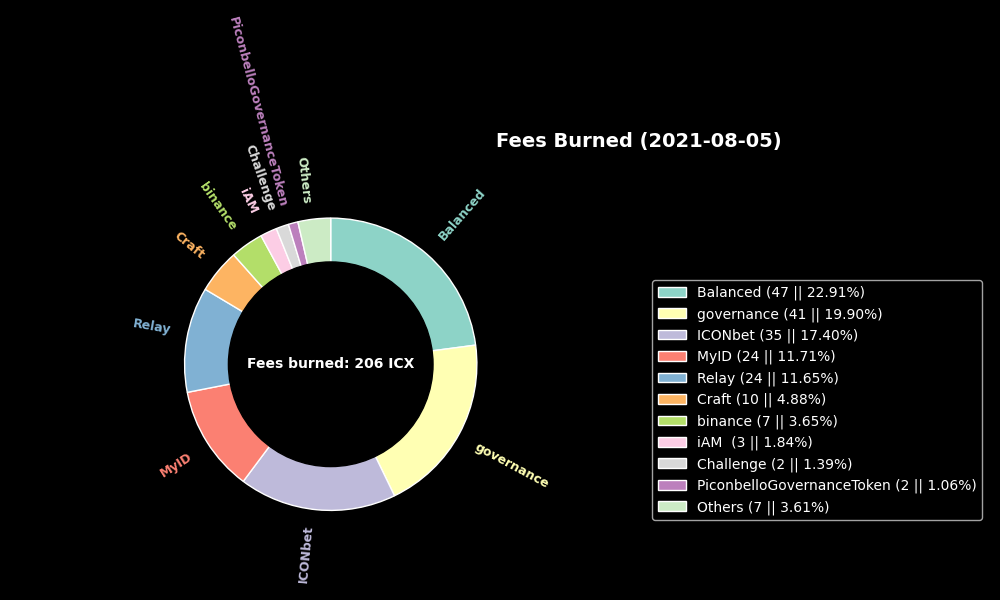 Fees Burned (2021-08-05)
PiconbelloGovernanceToken
Challenge
Others
iAM
binance
Balanced
Craft
Relay
Fees burned: 206 ICX
MyID
governance
ICONbet
Balanced (47 || 22.91%)
governance (41 || 19.90%)
ICONbet (35 || 17.40%)
MyID (24 || 11.71%)
Relay (24 || 11.65%)
Craft (10 || 4.88%)
binance (7 || 3.65%)
iAM  (3 || 1.84%)
Challenge (2 || 1.39%)
PiconbelloGovernanceToken (2 || 1.06%)
Others (7 || 3.61%)